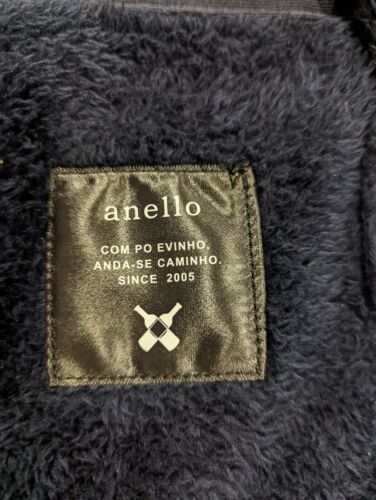 anello
COM PO EVINHO,
ANDA-SE CAMINHO.
SINCE 2005